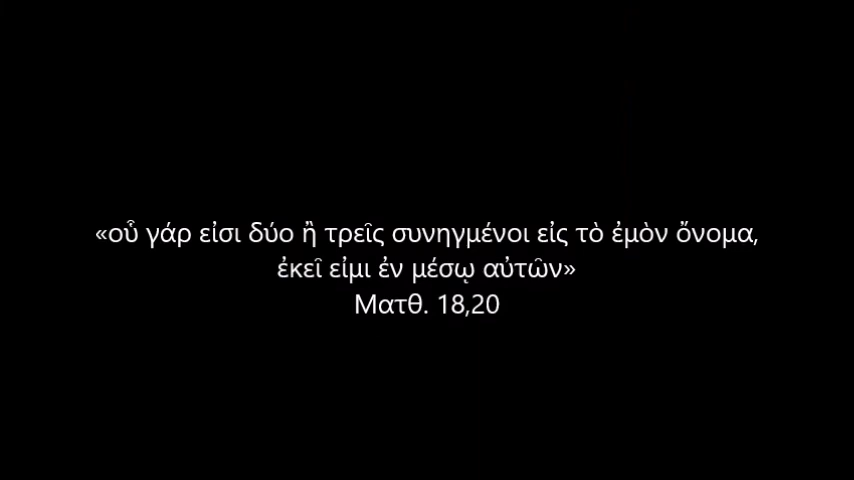 «οὗ γάρ εἰσι δύο ἢ τρεῖς συνηγμένοι εἰς τὸ ἐμὸν ὄνομα,
ἐκεῖ εἰμι ἐν μέσῳ αὐτῶν»
Ματθ. 18,20